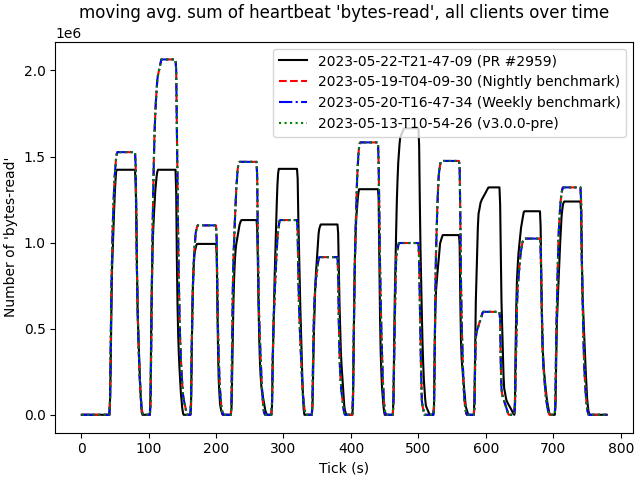 moving avg. sum of heartbeat 'bytes-read', all clients over time
1e6
2023-05-22-T21-47-09 (PR #2959)
2023-05-19-T04-09-30 (Nightly benchmark)
2023-05-20-T16-47-34 (Weekly benchmark)
2023-05-13-T10-54-26 (v3.0.0-pre)
Number of 'bytes-read'
2.0
1.5
1.0
0.5
0.0
0 100 200 300 400 500 600 700 800
Tick (s)